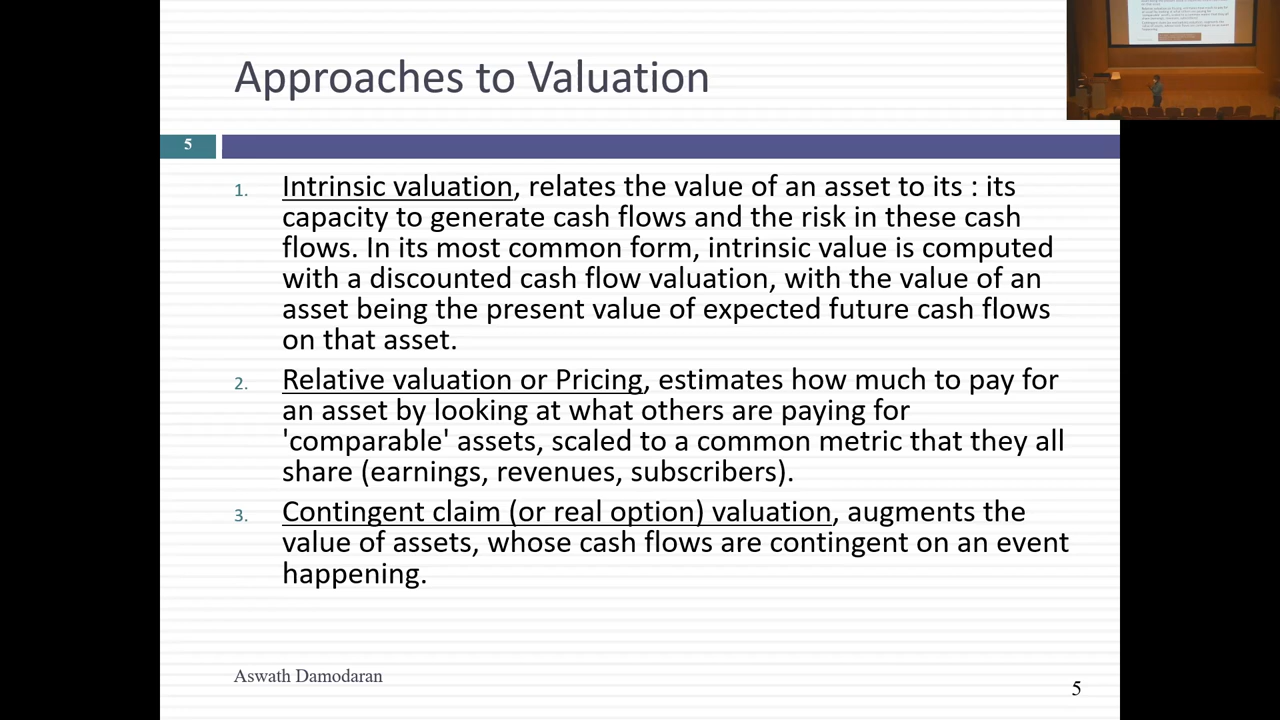 Approaches to Valuation
5
1. Intrinsic valuation, relates the value of an asset to its : its
capacity to generate cash flows and the risk in these cash
flows. In its most common form, intrinsic value is computed
with a discounted cash flow valuation, with the value of an
asset being the present value of expected future cash flows
on that asset.
2. Relative valuation or Pricing, estimates how much to pay for
an asset by looking at what others are paying for
'comparable' assets, scaled to a common metric that they all
share (earnings, revenues, subscribers).
3. Contingent claim (or real option) valuation, augments the
value of assets, whose cash flows are contingent on an event
happening.
Aswath Damodaran
5